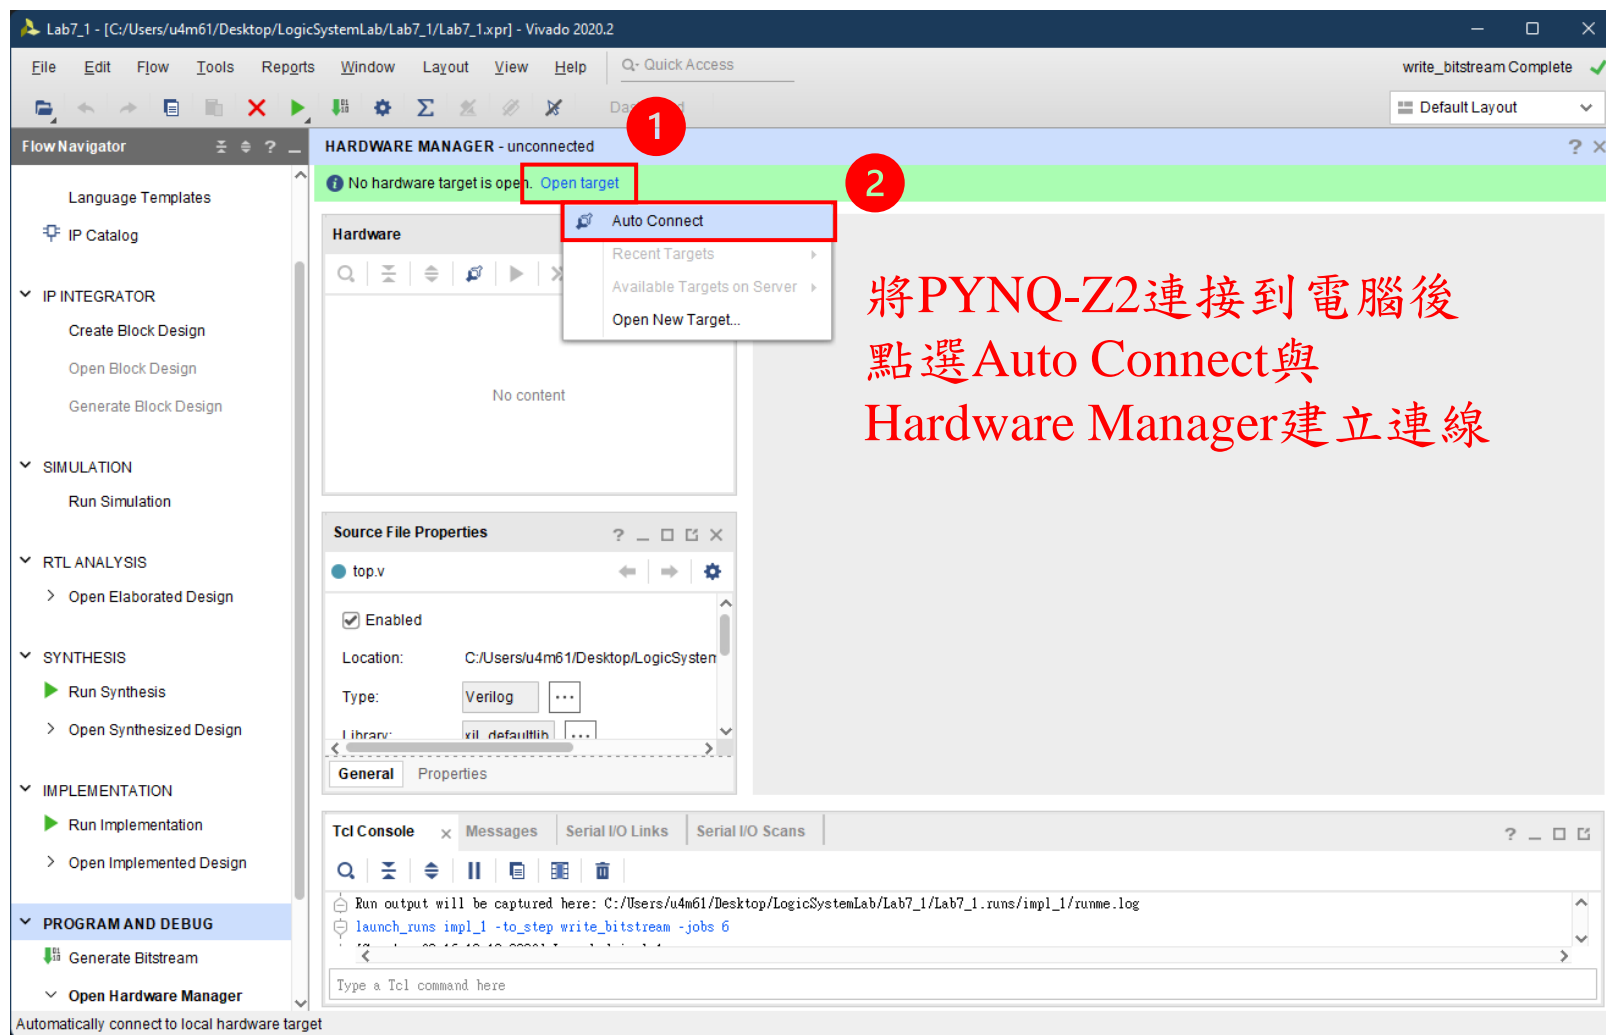 Lab7_1 - [C:/Users/u4m61/Desktop/LogicSystemLab/Lab7_1/Lab7_1.xpr] - Vivado 2020.2
File Edit Flow Tools Reports Window Layout View Help Quick Access
write_bitstream Complete
Default Layout
Flow Navigator
HARDWARE MANAGER - unconnected
1
No hardware target is open. Open target
2
Language Templates
IP Catalog
IP INTEGRATOR
Create Block Design
Open Block Design
Generate Block Design
SIMULATION
Run Simulation
RTL ANALYSIS
Open Elaborated Design
SYNTHESIS
Run Synthesis
Open Synthesized Design
IMPLEMENTATION
Run Implementation
Open Implemented Design
PROGRAM AND DEBUG
Generate Bitstream
Open Hardware Manager
Hardware
Auto Connect
Recent Targets
Available Targets on Server
Open New Target...
No content
將PYNQ-Z2連接到電腦後
點選Auto Connect與
Hardware Manager建立連線
Source File Properties
top.v
Enabled
Location: C:/Users/u4m61/Desktop/LogicSystem
Type: Verilog
Library: xil_defaultlib
General Properties
Tcl Console Messages Serial I/O Links Serial I/O Scans
Run output will be captured here: C:/Users/u4m61/Desktop/LogicSystemLab/Lab7_1/Lab7_1.runs/impl_1/runme.log
launch_runs impl_1 -to_step write_bitstream -jobs 6
Type a Tcl command here
Automatically connect to local hardware target